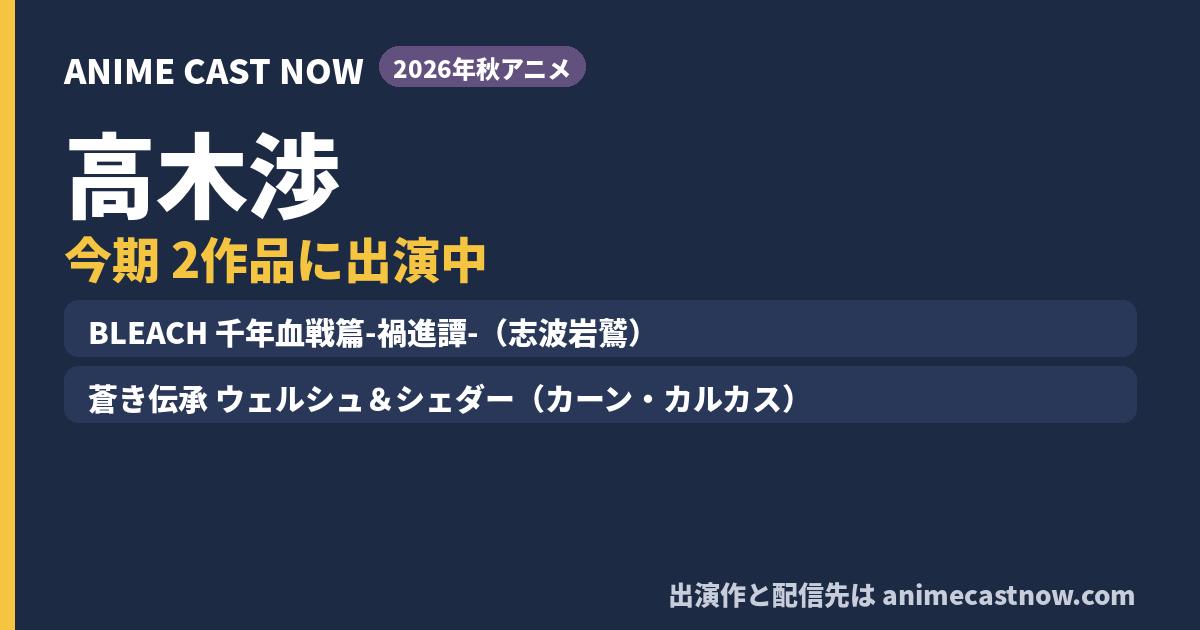 ANIME CAST NOW 2026年秋アニメ
高木渉
今期 2作品に出演中
BLEACH 千年血戦篇-禍進譚-（志波岩鷲）
蒼き伝承 ウェルシュ＆シェダー（カーン・カルカス）
出演作と配信先は animecastnow.com